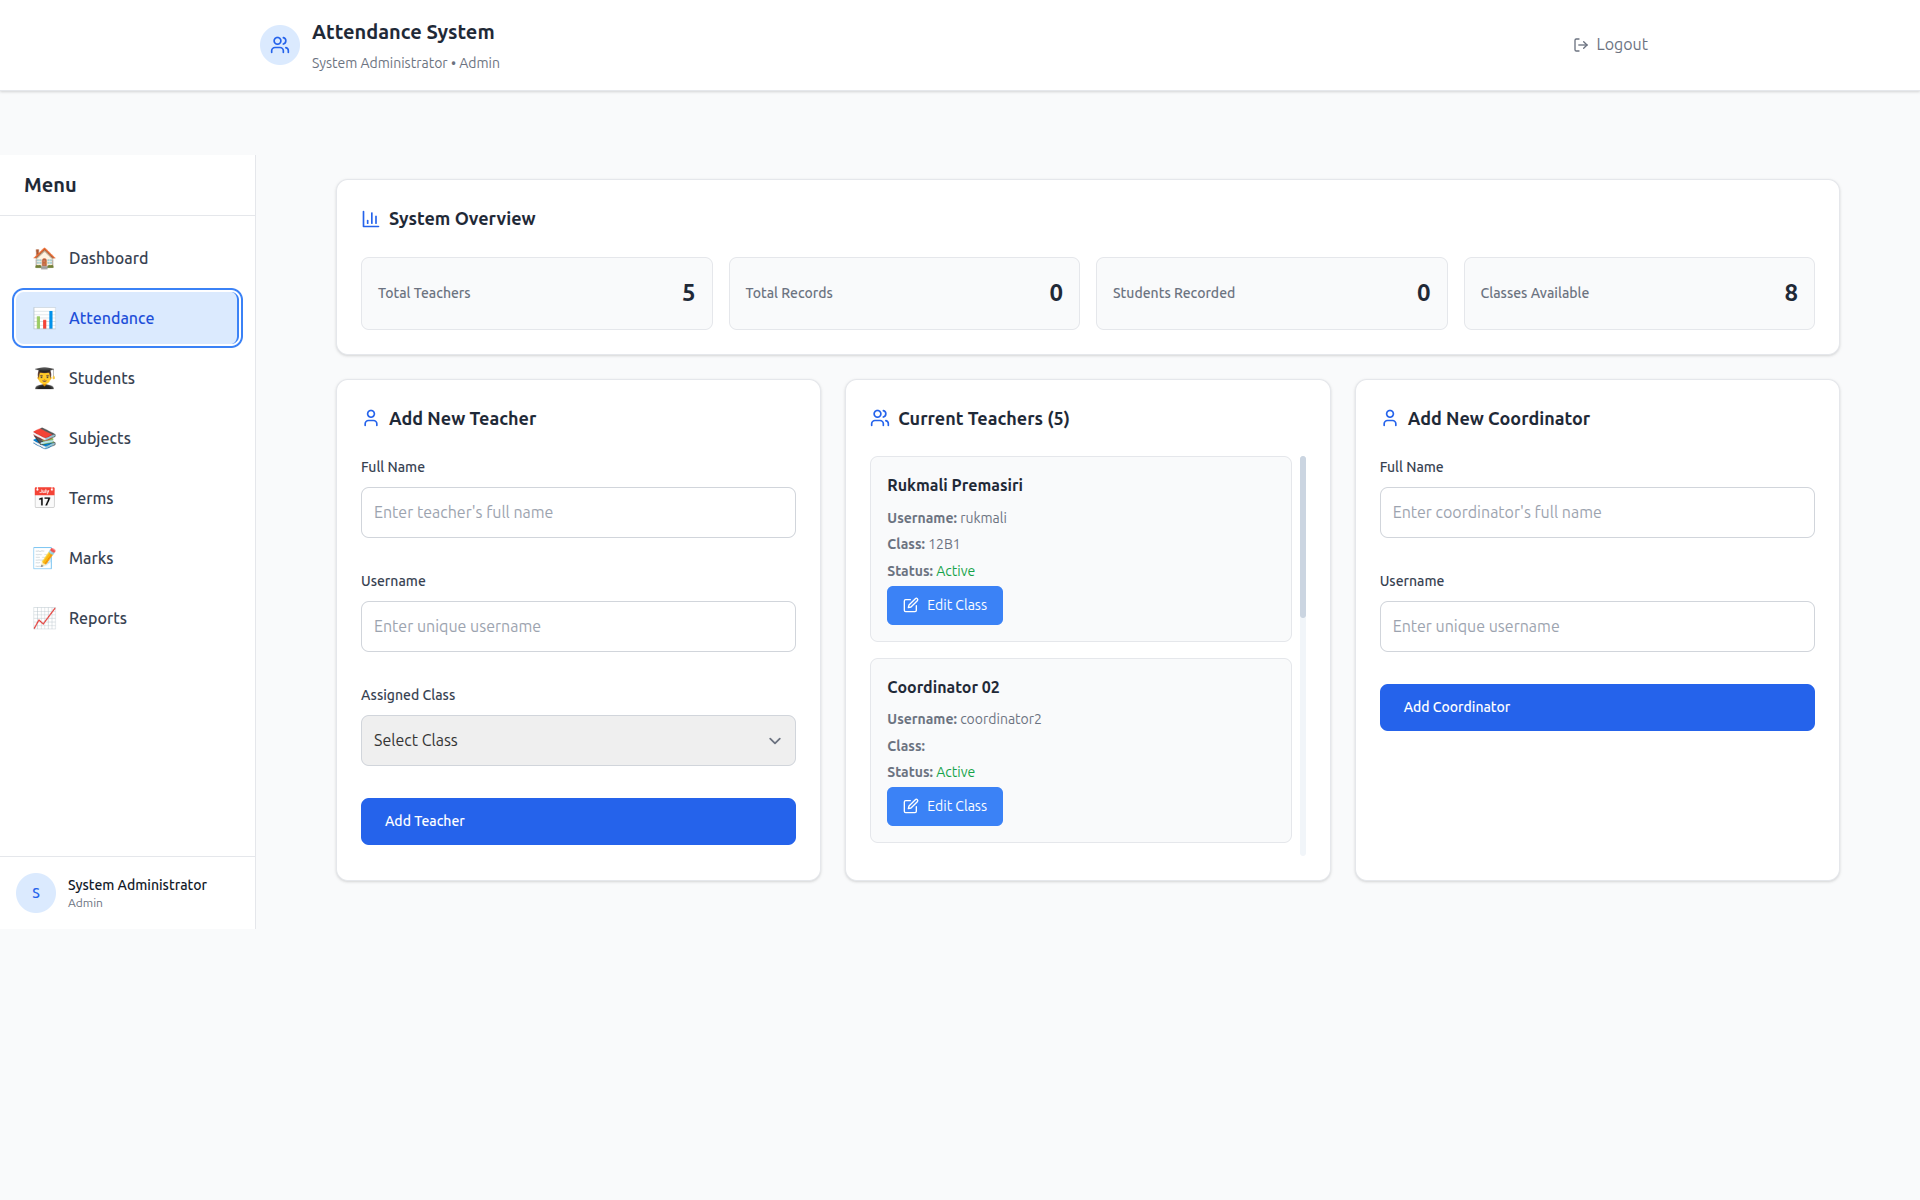 Attendance System
System Administrator • Admin
Logout
Menu
Dashboard
Attendance
Students
Subjects
Terms
Marks
Reports
S
System Administrator
Admin
System Overview
Total Teachers 5
Total Records 0
Students Recorded 0
Classes Available 8
Add New Teacher
Full Name
Enter teacher's full name
Username
Enter unique username
Assigned Class
Select Class
Add Teacher
Current Teachers (5)
Rukmali Premasiri
Username: rukmali
Class: 12B1
Status: Active
Edit Class
Coordinator 02
Username: coordinator2
Class:
Status: Active
Edit Class
Add New Coordinator
Full Name
Enter coordinator's full name
Username
Enter unique username
Add Coordinator